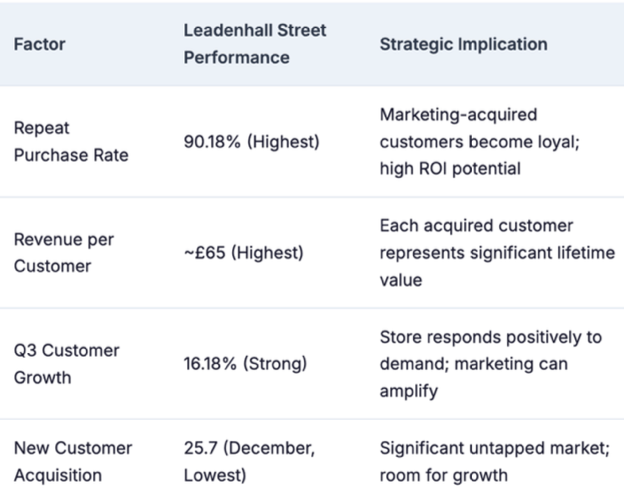 Factor
Leadenhall Street
Performance
Strategic Implication
Repeat
Purchase Rate
90.18% (Highest)
Marketing-acquired
customers become loyal;
high ROI potential
Revenue per
Customer
~£65 (Highest)
Each acquired customer
represents significant lifetime
value
Q3 Customer
Growth
16.18% (Strong)
Store responds positively to
demand; marketing can
amplify
New Customer
Acquisition
25.7 (December,
Lowest)
Significant untapped market;
room for growth